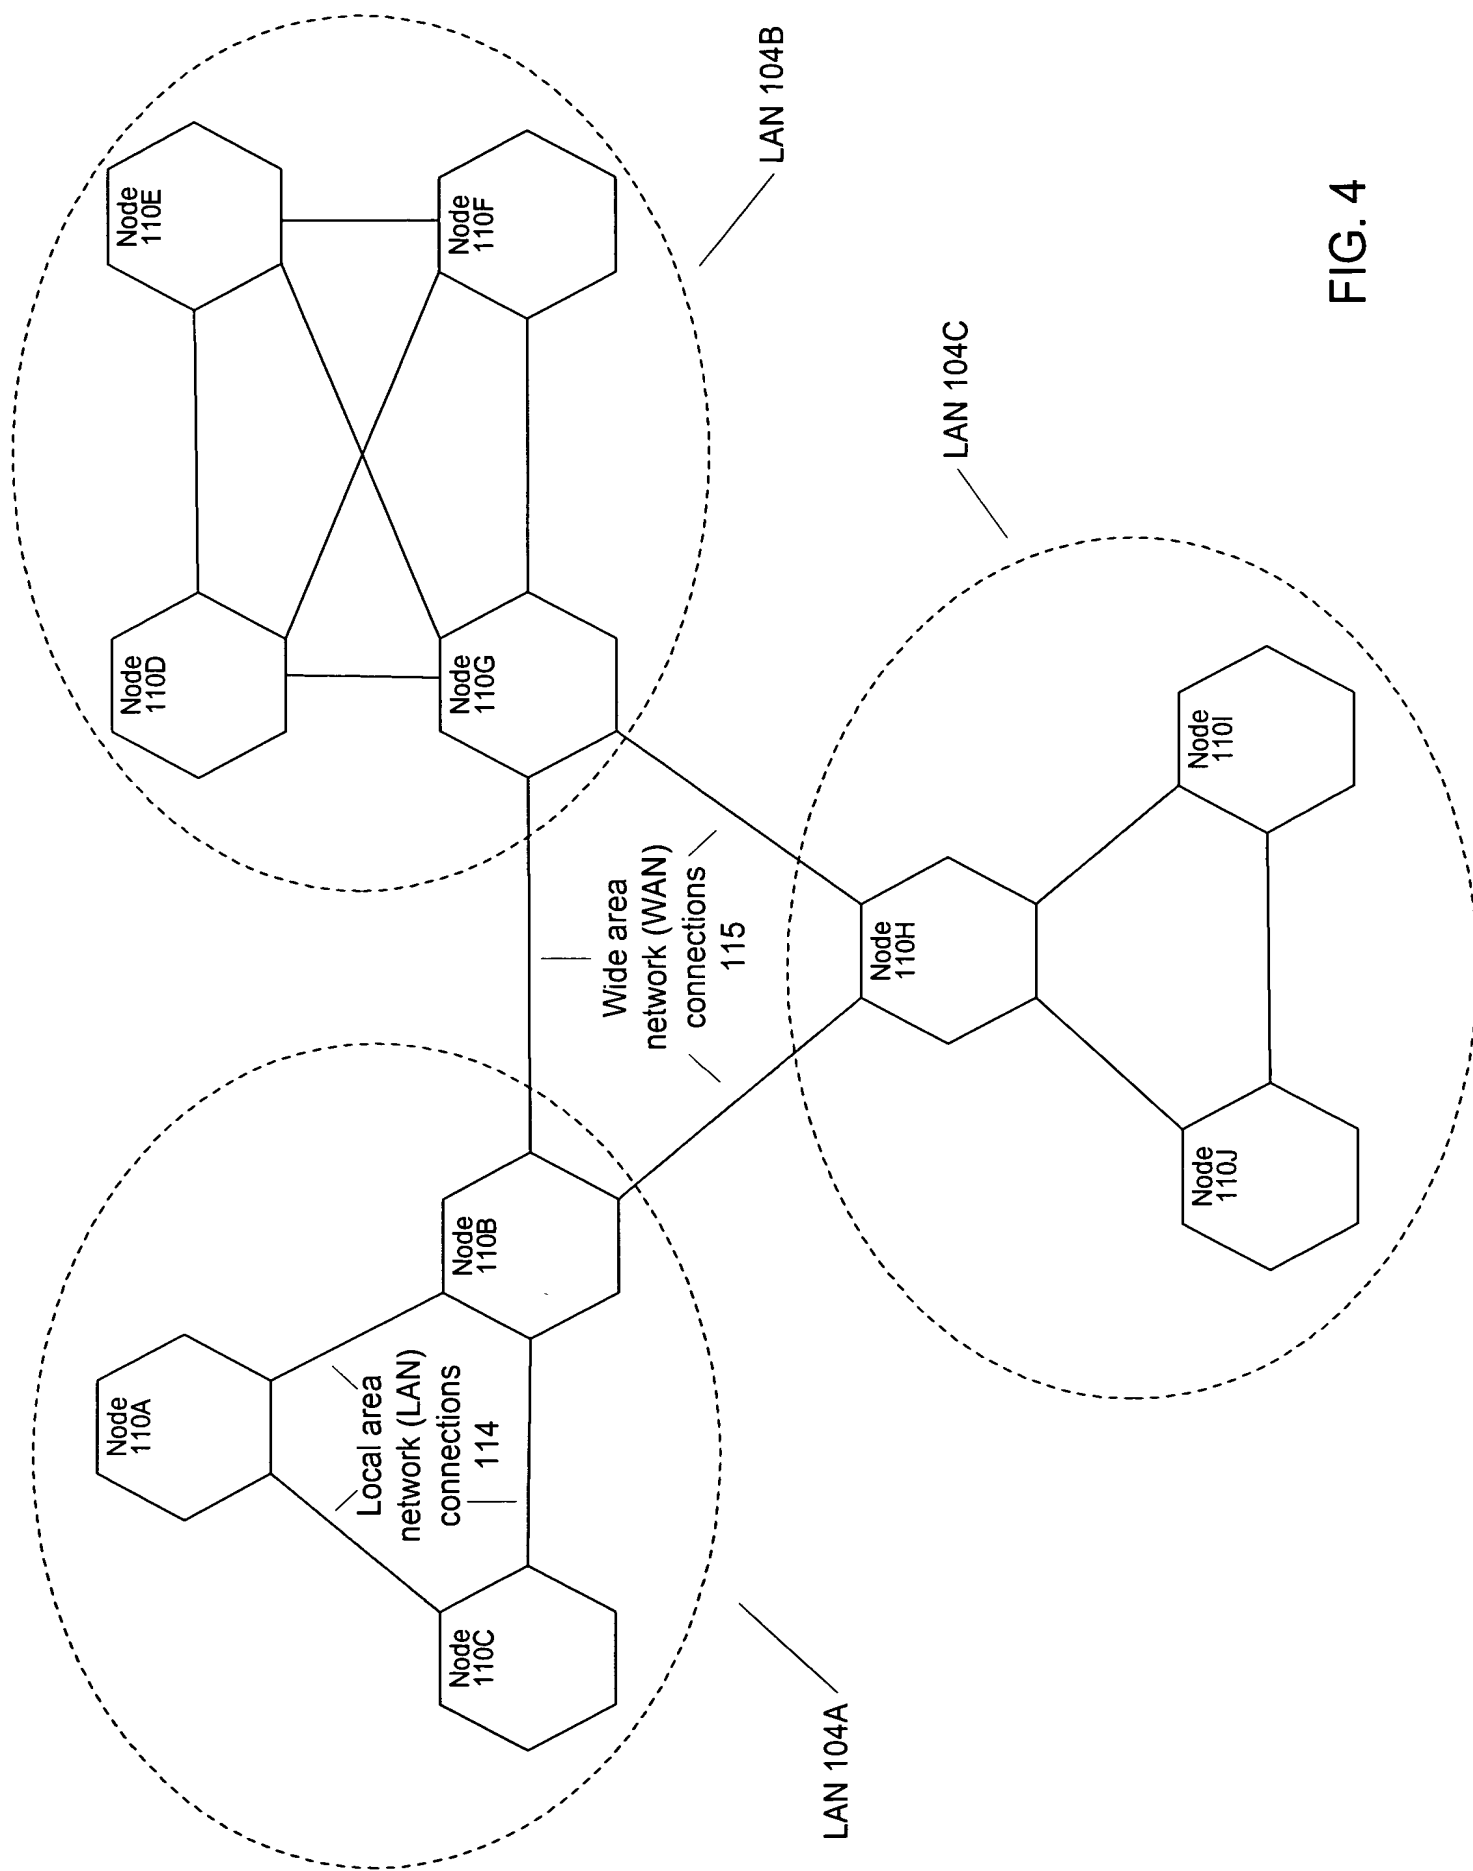 LAN 104A
Node
110A
Node
110C
Local area
network (LAN)
connections
114
Node
110B
Wide area
network (WAN)
connections
115
Node
110D
Node
110E
Node
110G
Node
110F
LAN 104B
Node
110H
Node
110J
Node
110I
LAN 104C
FIG. 4